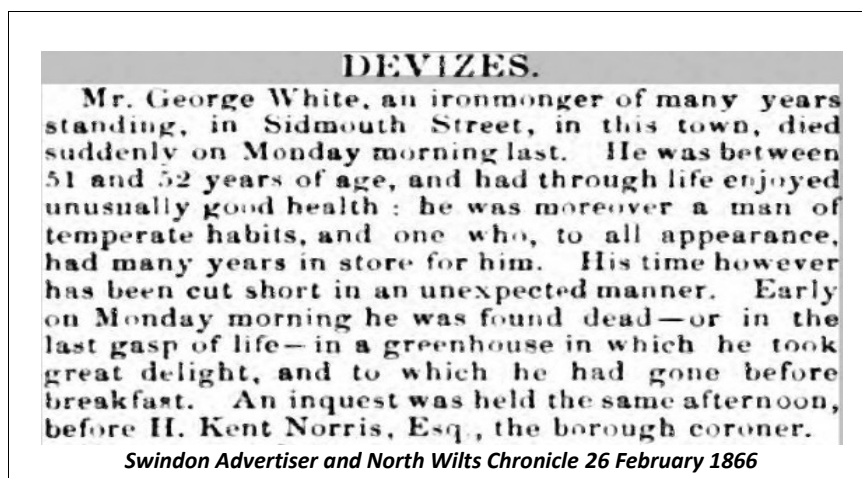 DEVIZES.
Mr. George White, an ironmonger of many years
standing, in Sidmouth Street, in this town, died
suddenly on Monday morning last. He was between
51 and 52 years of age, and had through life enjoyed
unusually good health : he was moreover a man of
temperate habits, and one who, to all appearance,
had many years in store for him. His time however
has been cut short in an unexpected manner. Early
on Monday morning he was found dead—or in the
last gasp of life—in a greenhouse in which he took
great delight, and to which he had gone before
breakfast. An inquest was held the same afternoon,
before H. Kent Norris, Esq., the borough coroner.
Swindon Advertiser and North Wilts Chronicle 26 February 1866